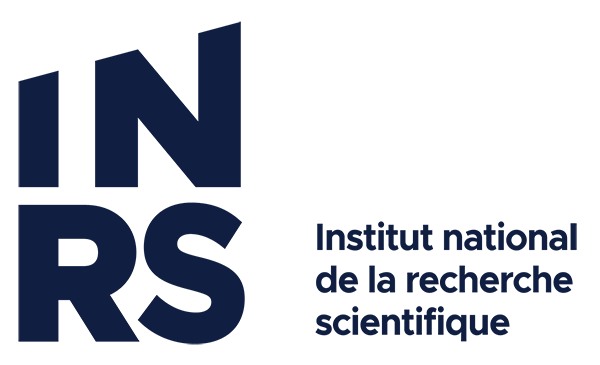 IN
RS
Institut national
de la recherche
scientifique